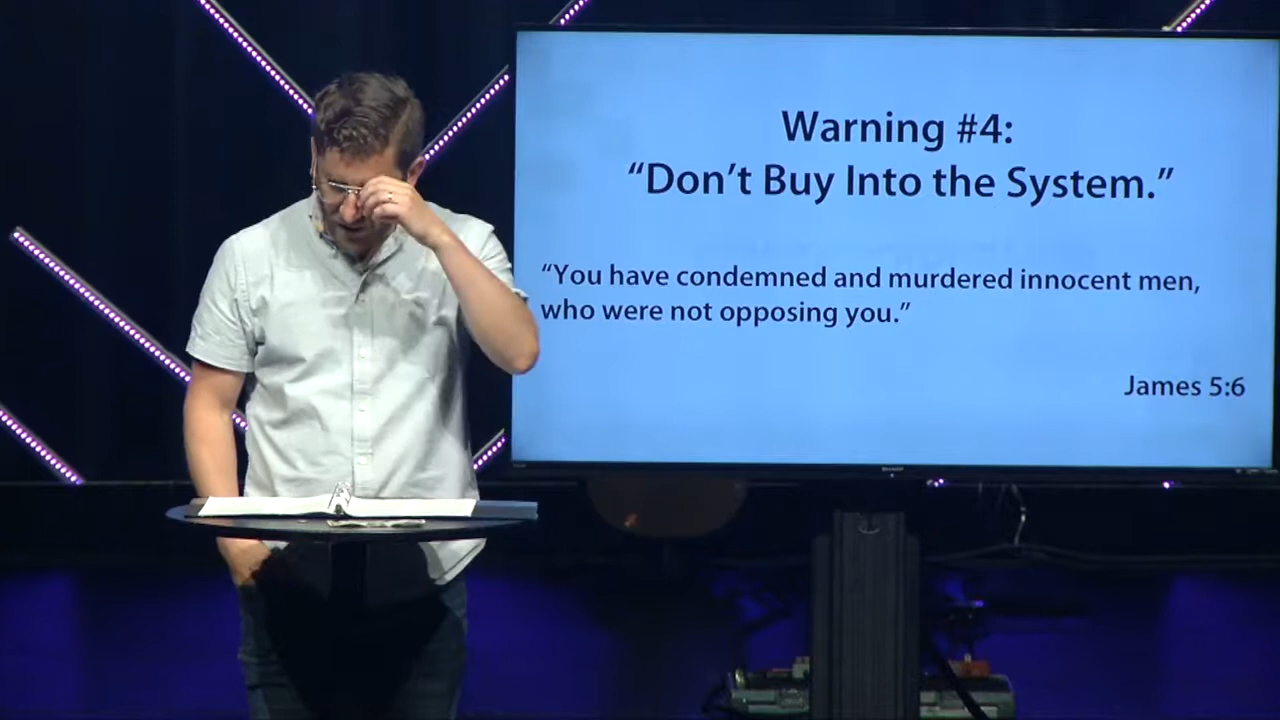 Warning #4:
“Don’t Buy Into the System.”
“You have condemned and murdered innocent men,
who were not opposing you.”
James 5:6
SHARP